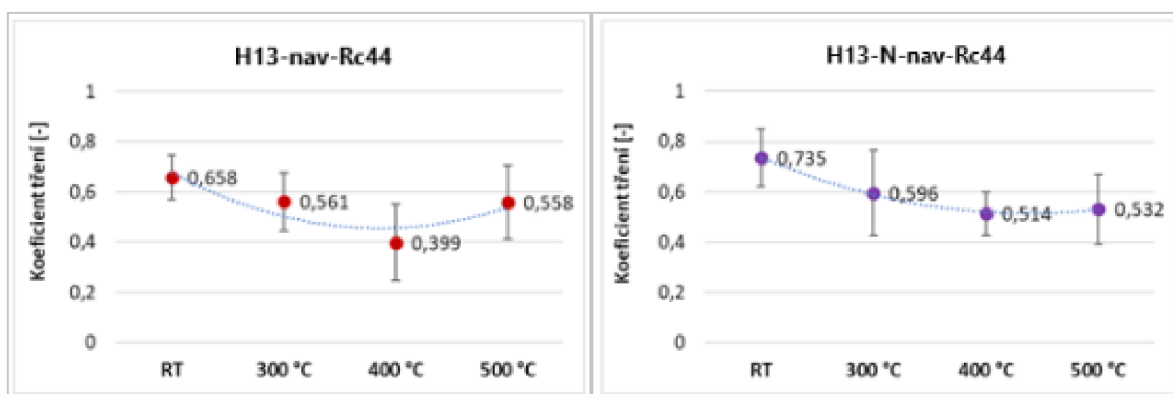 H13-nav-Rc44
Koeficient tření [-]
1
0,8
0,6
0,4
0,2
0
0,658
0,561
0,399
0,558
RT
300 °C
400 °C
500 °C
H13-N-nav-Rc44
Koeficient tření [-]
1
0,8
0,6
0,4
0,2
0
0,735
0,596
0,514
0,532
RT
300 °C
400 °C
500 °C